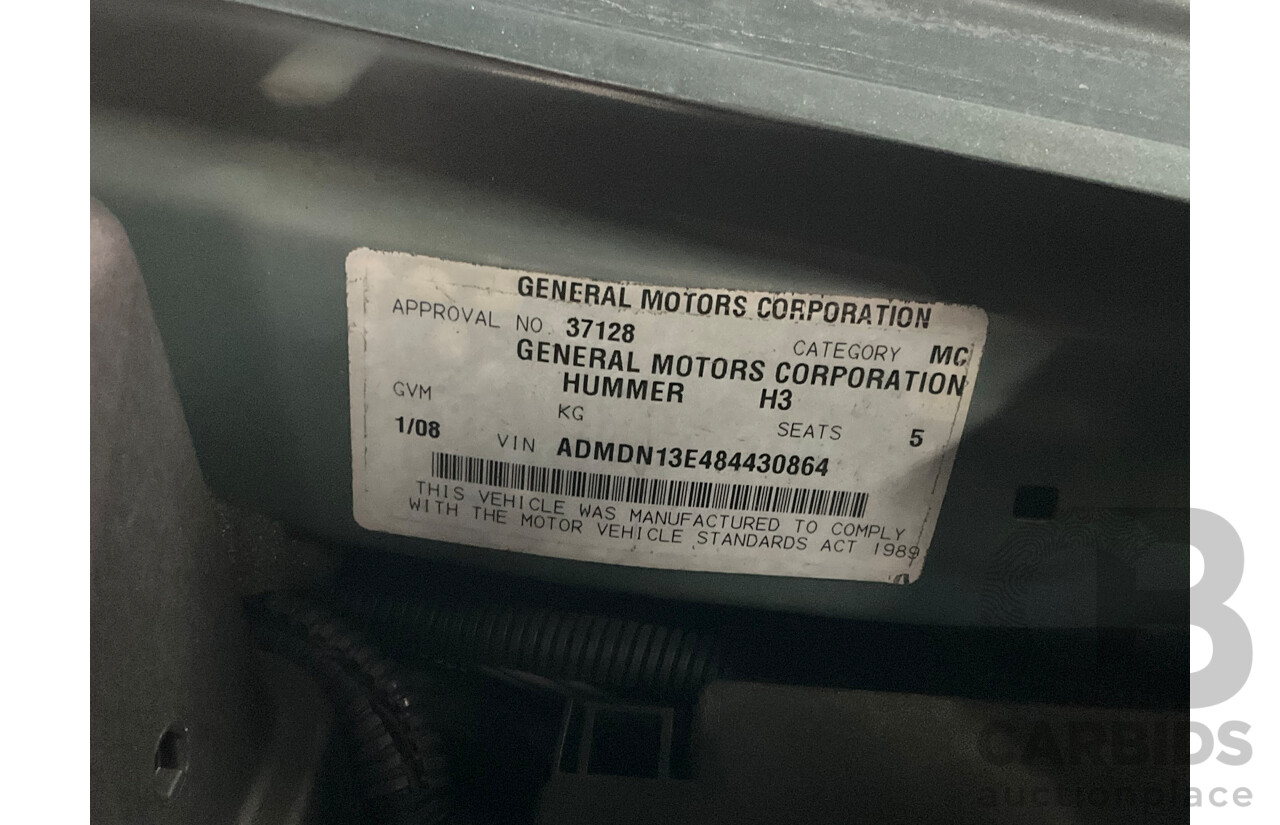 GENERAL MOTORS CORPORATION
APPROVAL NO. 37128 CATEGORY MC
GENERAL MOTORS CORPORATION
HUMMER H3
GVM KG SEATS 5
1/08 VIN ADMDN13E484430864
THIS VEHICLE WAS MANUFACTURED TO COMPLY
WITH THE MOTOR VEHICLE STANDARDS ACT 1989
CARBIDS
auctionplace